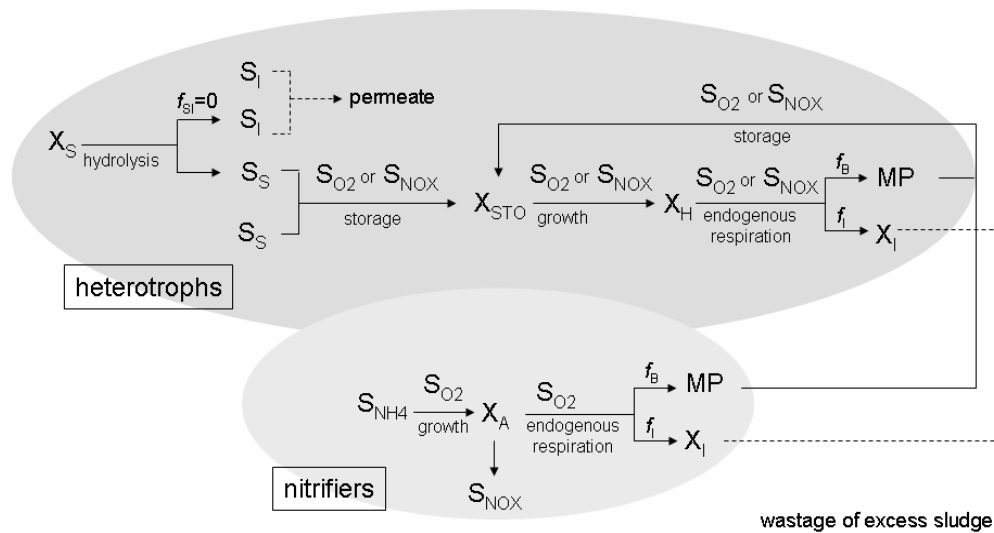 S_I
f_SI=0
permeate
S_I
X_S
hydrolysis
S_S
S_S
S_O2 or S_NOX
storage
X_STO
S_O2 or S_NOX
growth
X_H
S_O2 or S_NOX
endogenous
respiration
S_O2 or S_NOX
storage
f_B
MP
f_I
X_I
heterotrophs
S_NH4
S_O2
growth
X_A
S_O2
endogenous
respiration
f_B
MP
f_I
X_I
S_NOX
nitrifiers
wastage of excess sludge